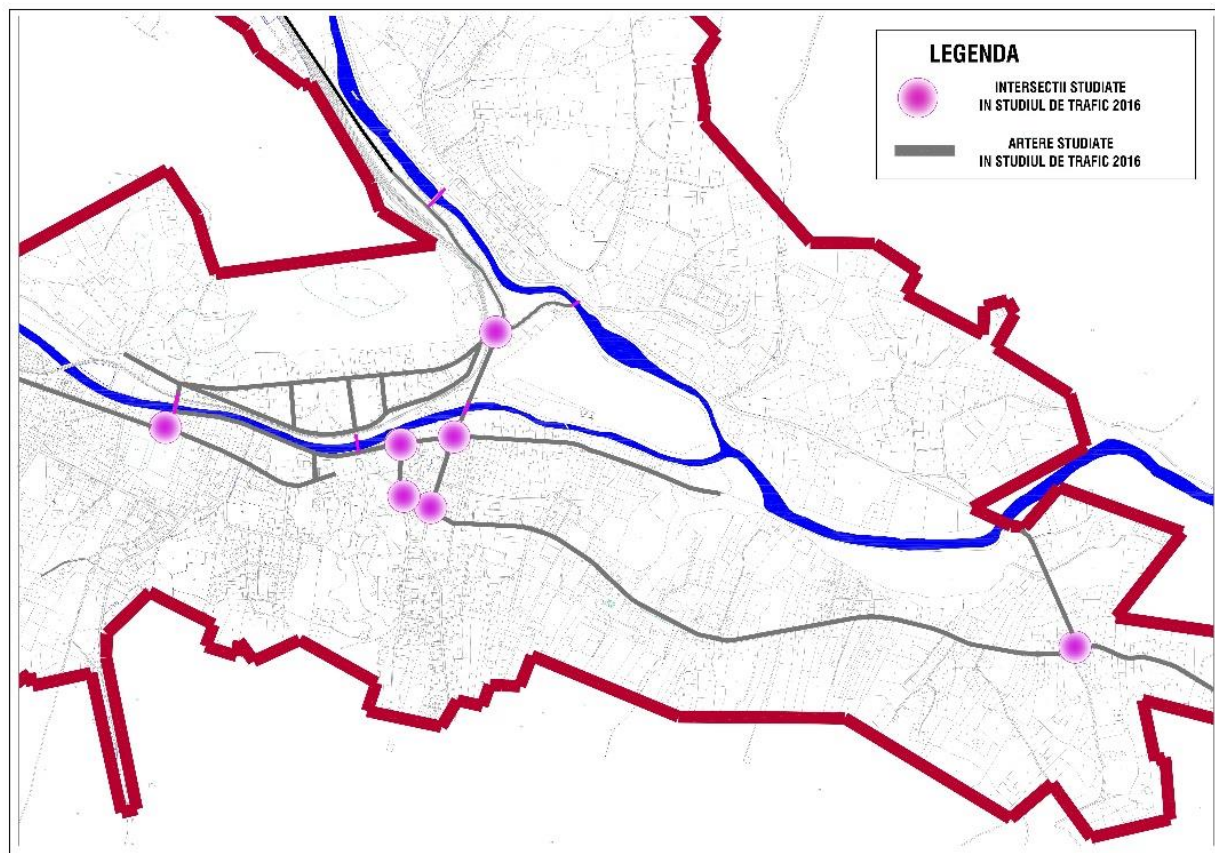 LEGENDA
INTERSECTII STUDIATE
IN STUDIUL DE TRAFIC 2016
ARTERE STUDIATE
IN STUDIUL DE TRAFIC 2016